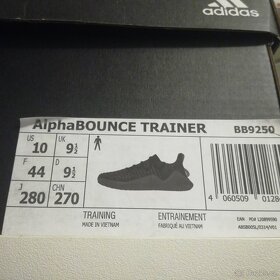 adidas
AlphaBOUNCE TRAINER BB9250
US 10 UK 9½
F 44 D 9½
J 280 CHN 270
TRAINING ENTRAINEMENT
MADE IN VIETNAM FABRIQUÉ AU VIETNAM
4 060509 0128
EAN